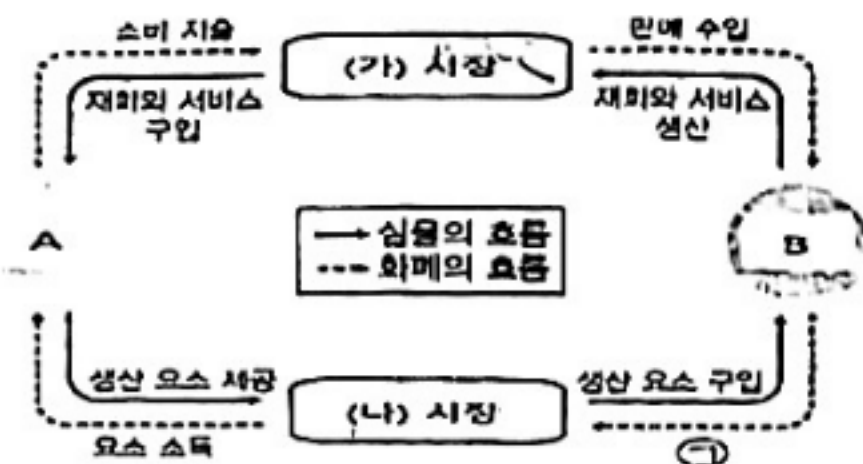 소비 지출
(가) 시장
판매 수입
재화와 서비스
구입
재화와 서비스
생산
A
실물의 흐름
화폐의 흐름
B
생산 요소 제공
(나) 시장
생산 요소 구입
요소 소득
㉠